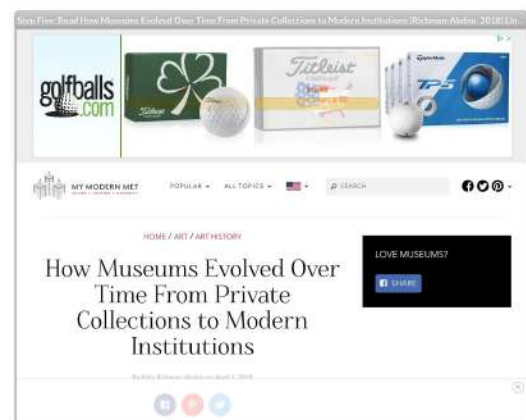 Step Five: Read How Museums Evolved Over Time From Private Collections to Modern Institutions (Richman-Abdou, 2018) Lin
golfballs
.com
Titleist
Titleist
TaylorMade
TP5
MY MODERN MET
POPULAR
ALL TOPICS
SEARCH
HOME / ART / ART HISTORY
How Museums Evolved Over
Time From Private
Collections to Modern
Institutions
LOVE MUSEUMS?
SHARE